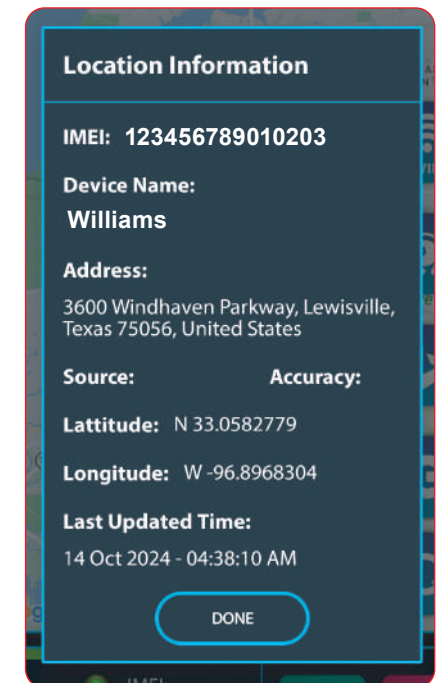 Location Information
IMEI: 123456789010203
Device Name:
Williams
Address:
3600 Windhaven Parkway, Lewisville,
Texas 75056, United States
Source: Accuracy:
Lattitude: N 33.0582779
Longitude: W -96.8968304
Last Updated Time:
14 Oct 2024 - 04:38:10 AM
DONE
IMEI